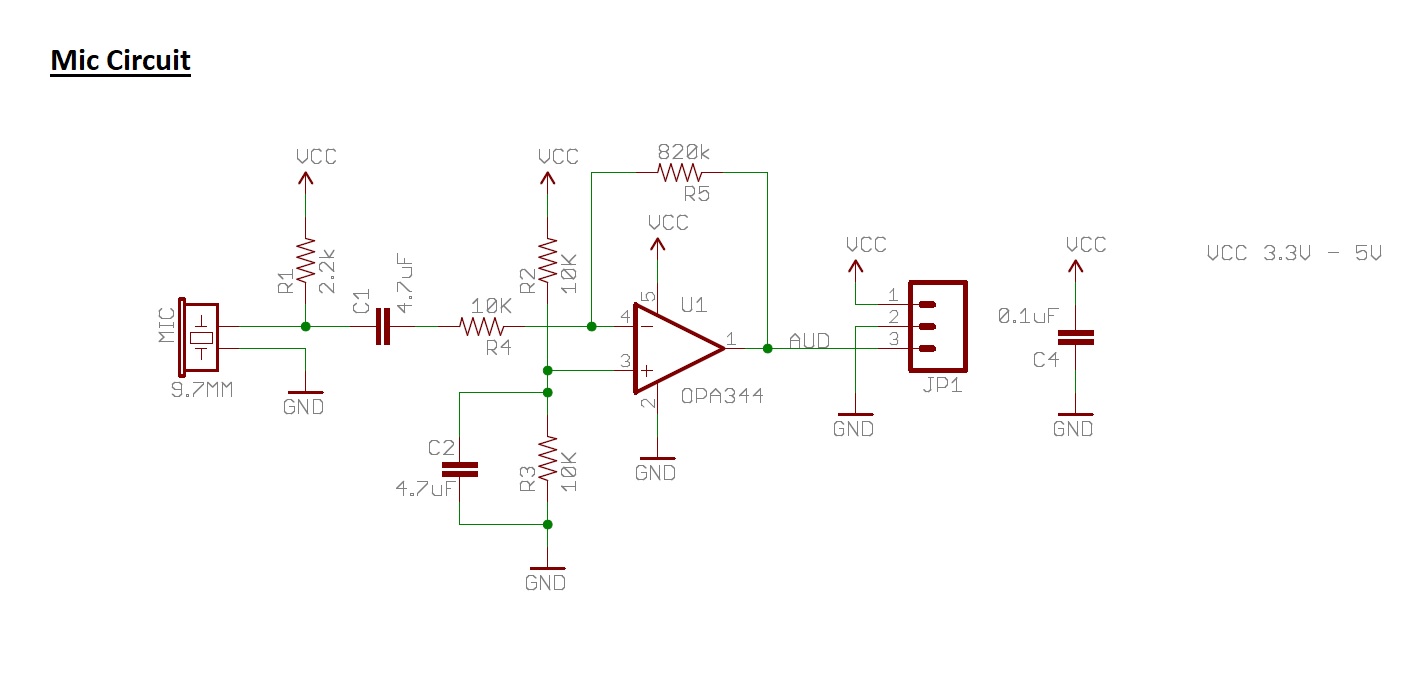 Mic Circuit
VCC
VCC
820k
R5
VCC
VCC
VCC
VCC 3.3V - 5V
R1
2.2k
C1
4.7uF
R2
10K
MIC
10K
R4
5
U1
4
1
2
3
0.1uF
C4
3
1
AUD
9.7MM
GND
2
OPA344
JP1
GND
GND
C2
4.7uF
R3
10K
GND
GND